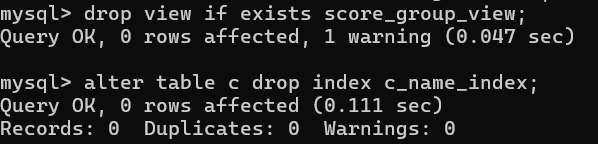 mysql> drop view if exists score_group_view;
Query OK, 0 rows affected, 1 warning (0.047 sec)
mysql> alter table c drop index c_name_index;
Query OK, 0 rows affected (0.111 sec)
Records: 0  Duplicates: 0  Warnings: 0